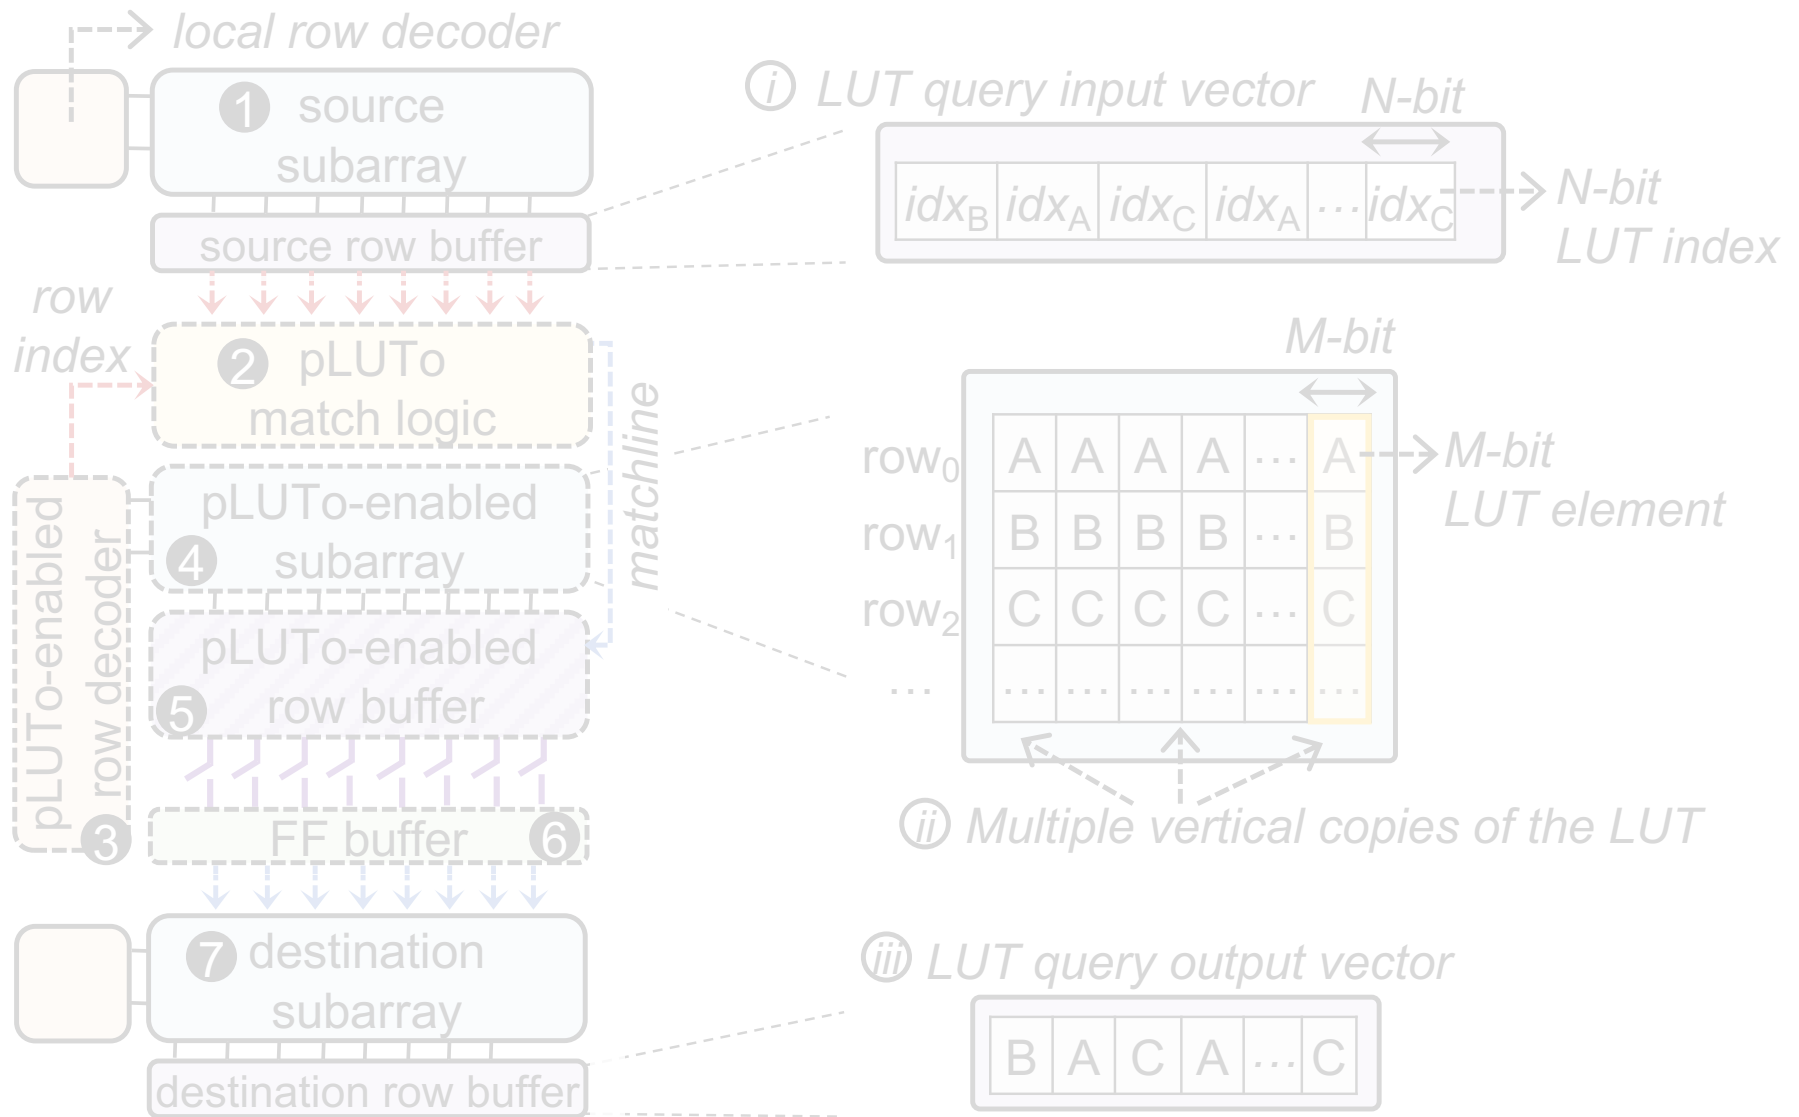 local row decoder
1 source
subarray
source row buffer
row
index
2 pLUTo
match logic
matchline
pLUTo-enabled
row decoder
3
pLUTo-enabled
4 subarray
pLUTo-enabled
5 row buffer
FF buffer 6
7 destination
subarray
destination row buffer
i LUT query input vector
N-bit
idxB idxA idxC idxA ... idxC
N-bit
LUT index
M-bit
row0 A A A A ... A
row1 B B B B ... B
row2 C C C C ... C
... ... ... ... ... ... ...
M-bit
LUT element
ii Multiple vertical copies of the LUT
iii LUT query output vector
B A C A ... C